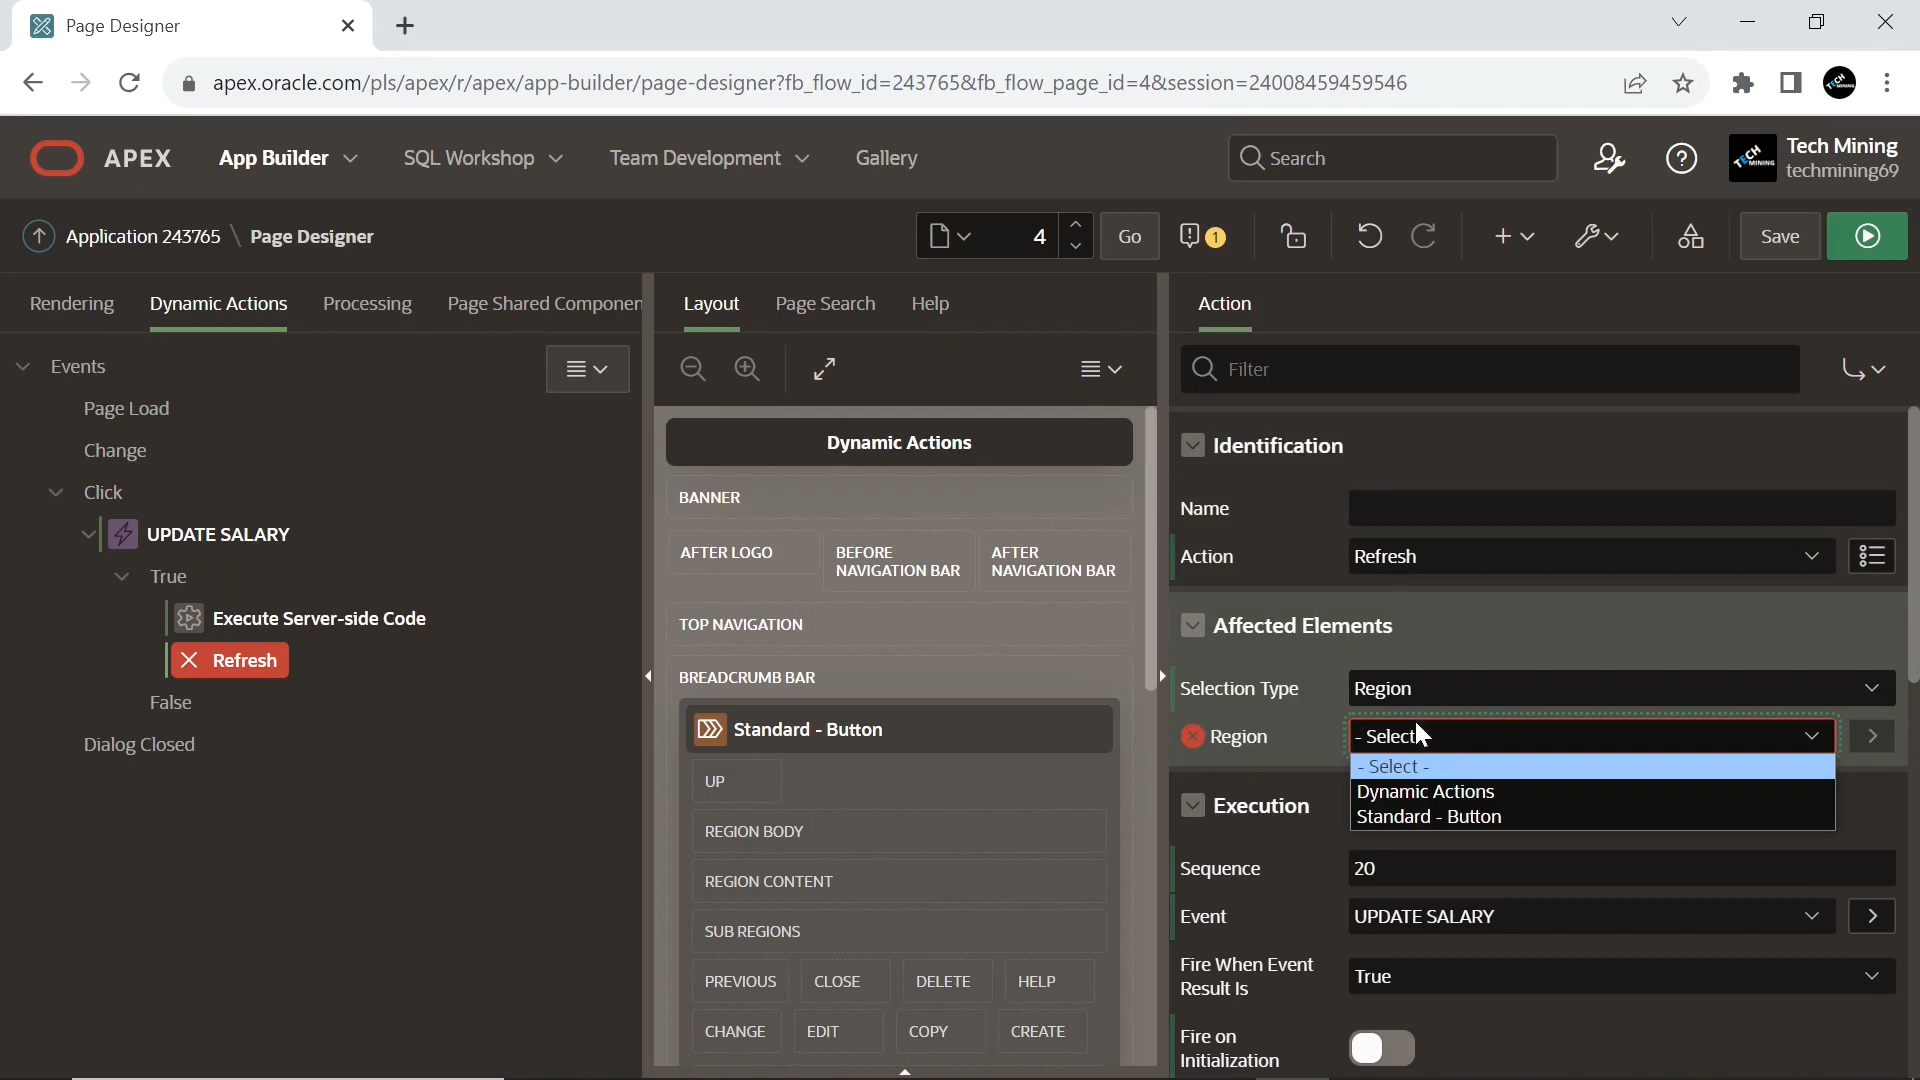 Page Designer
apex.oracle.com/pls/apex/r/apex/app-builder/page-designer?fb_flow_id=243765&fb_flow_page_id=4&session=24008459459546
APEX
App Builder
SQL Workshop
Team Development
Gallery
Search
Tech Mining
techmining69
Application 243765 \ Page Designer
4
Go
1
Save
Rendering
Dynamic Actions
Processing
Page Shared Componen
Layout
Page Search
Help
Action
Events
Page Load
Change
Click
UPDATE SALARY
True
Execute Server-side Code
Refresh
False
Dialog Closed
Dynamic Actions
BANNER
AFTER LOGO
BEFORE
NAVIGATION BAR
AFTER
NAVIGATION BAR
TOP NAVIGATION
BREADCRUMB BAR
Standard - Button
UP
REGION BODY
REGION CONTENT
SUB REGIONS
PREVIOUS
CLOSE
DELETE
HELP
CHANGE
EDIT
COPY
CREATE
Filter
Identification
Name
Action
Refresh
Affected Elements
Selection Type
Region
Region
- Select
- Select -
Dynamic Actions
Standard - Button
Execution
Sequence
20
Event
UPDATE SALARY
Fire When Event
Result Is
True
Fire on
Initialization